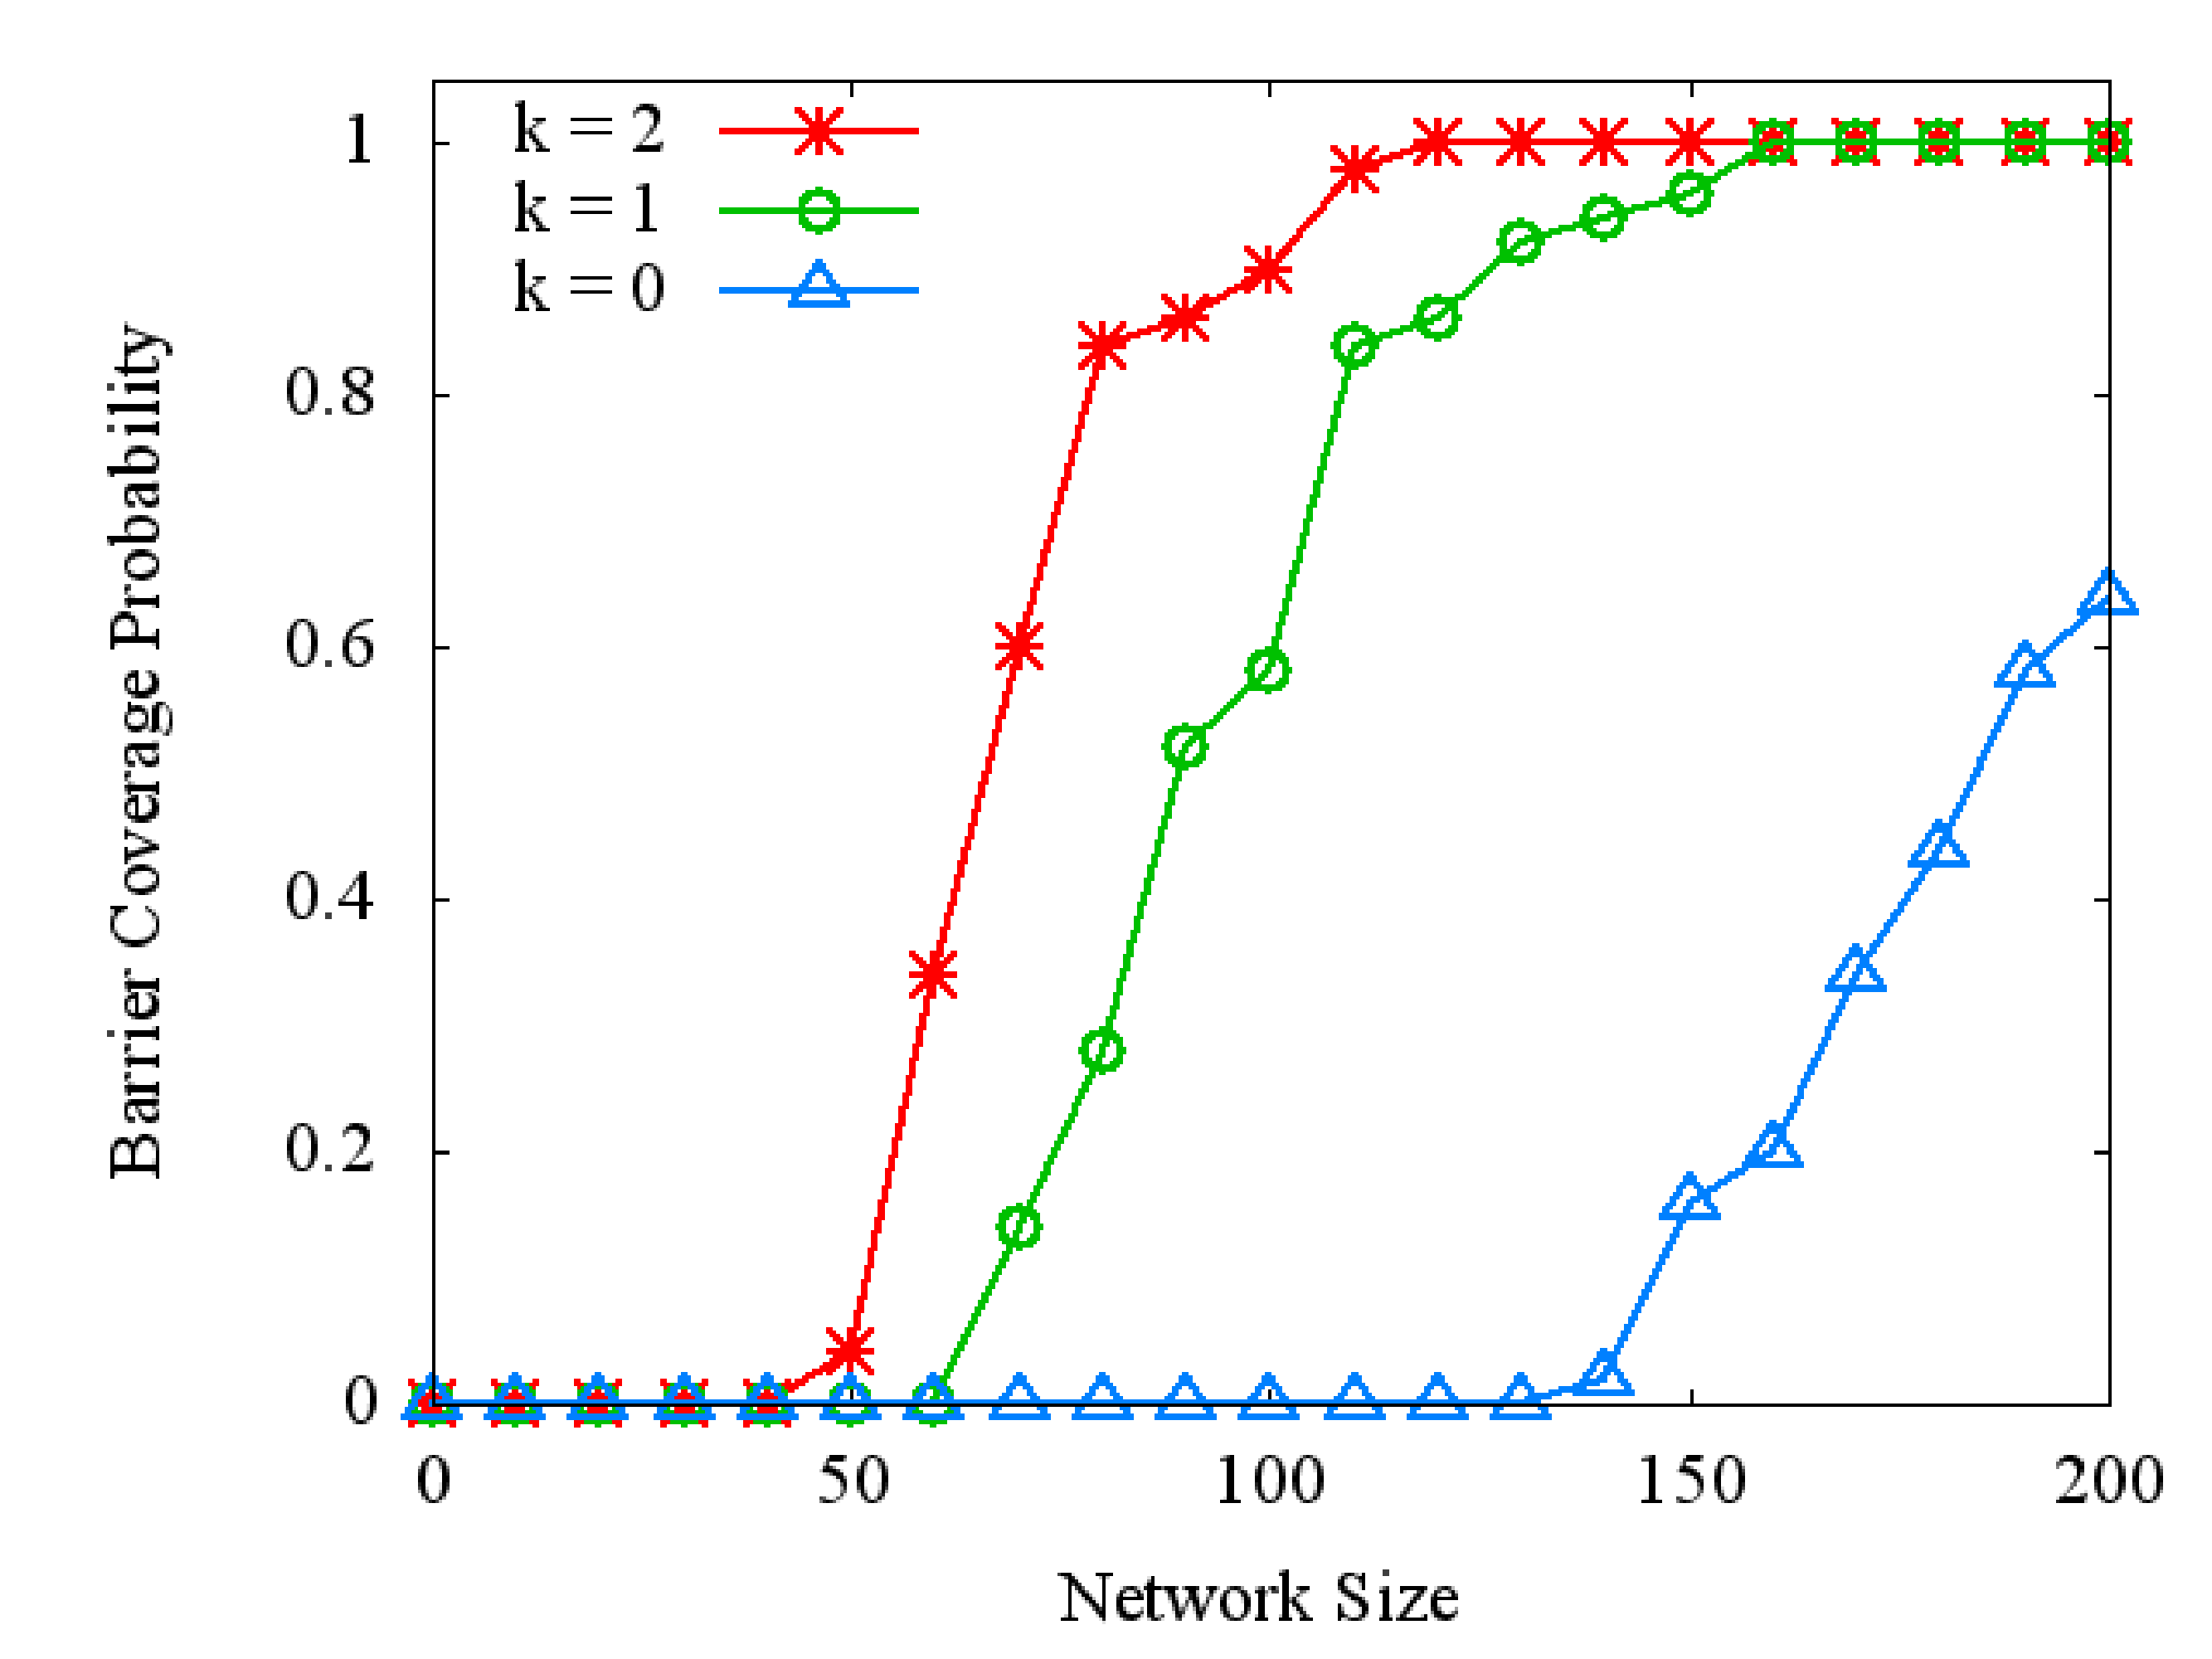 k = 2
k = 1
k = 0
1
0.8
0.6
0.4
0.2
0
Barrier Coverage Probability
0 50 100 150 200
Network Size